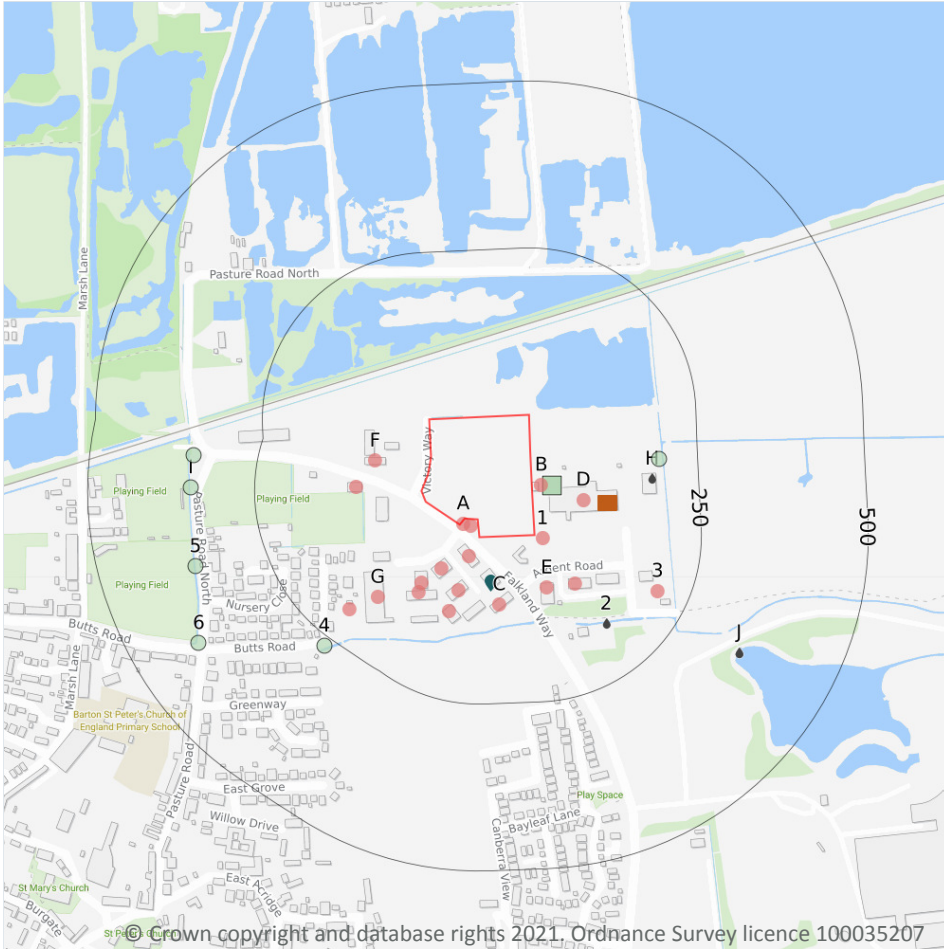 Marsh Lane
Pasture Road North
F
Victory Way
B
H
D
I
Playing Field
Playing Field
Pasture Road North
A
1
250
500
5
Playing Field
G
E
3
C
Falkland Way
Nursery Close
2
Butts Road
6
4
J
Butts Road
Marsh Lane
Greenway
Barton St Peter's Church of
England Primary School
Pasture Road
East Grove
Play Space
Willow Drive
Bayleaf Lane
Canberra View
East Acridge
St Mary's Church
Burgate
© Crown copyright and database rights 2021. Ordnance Survey licence 100035207